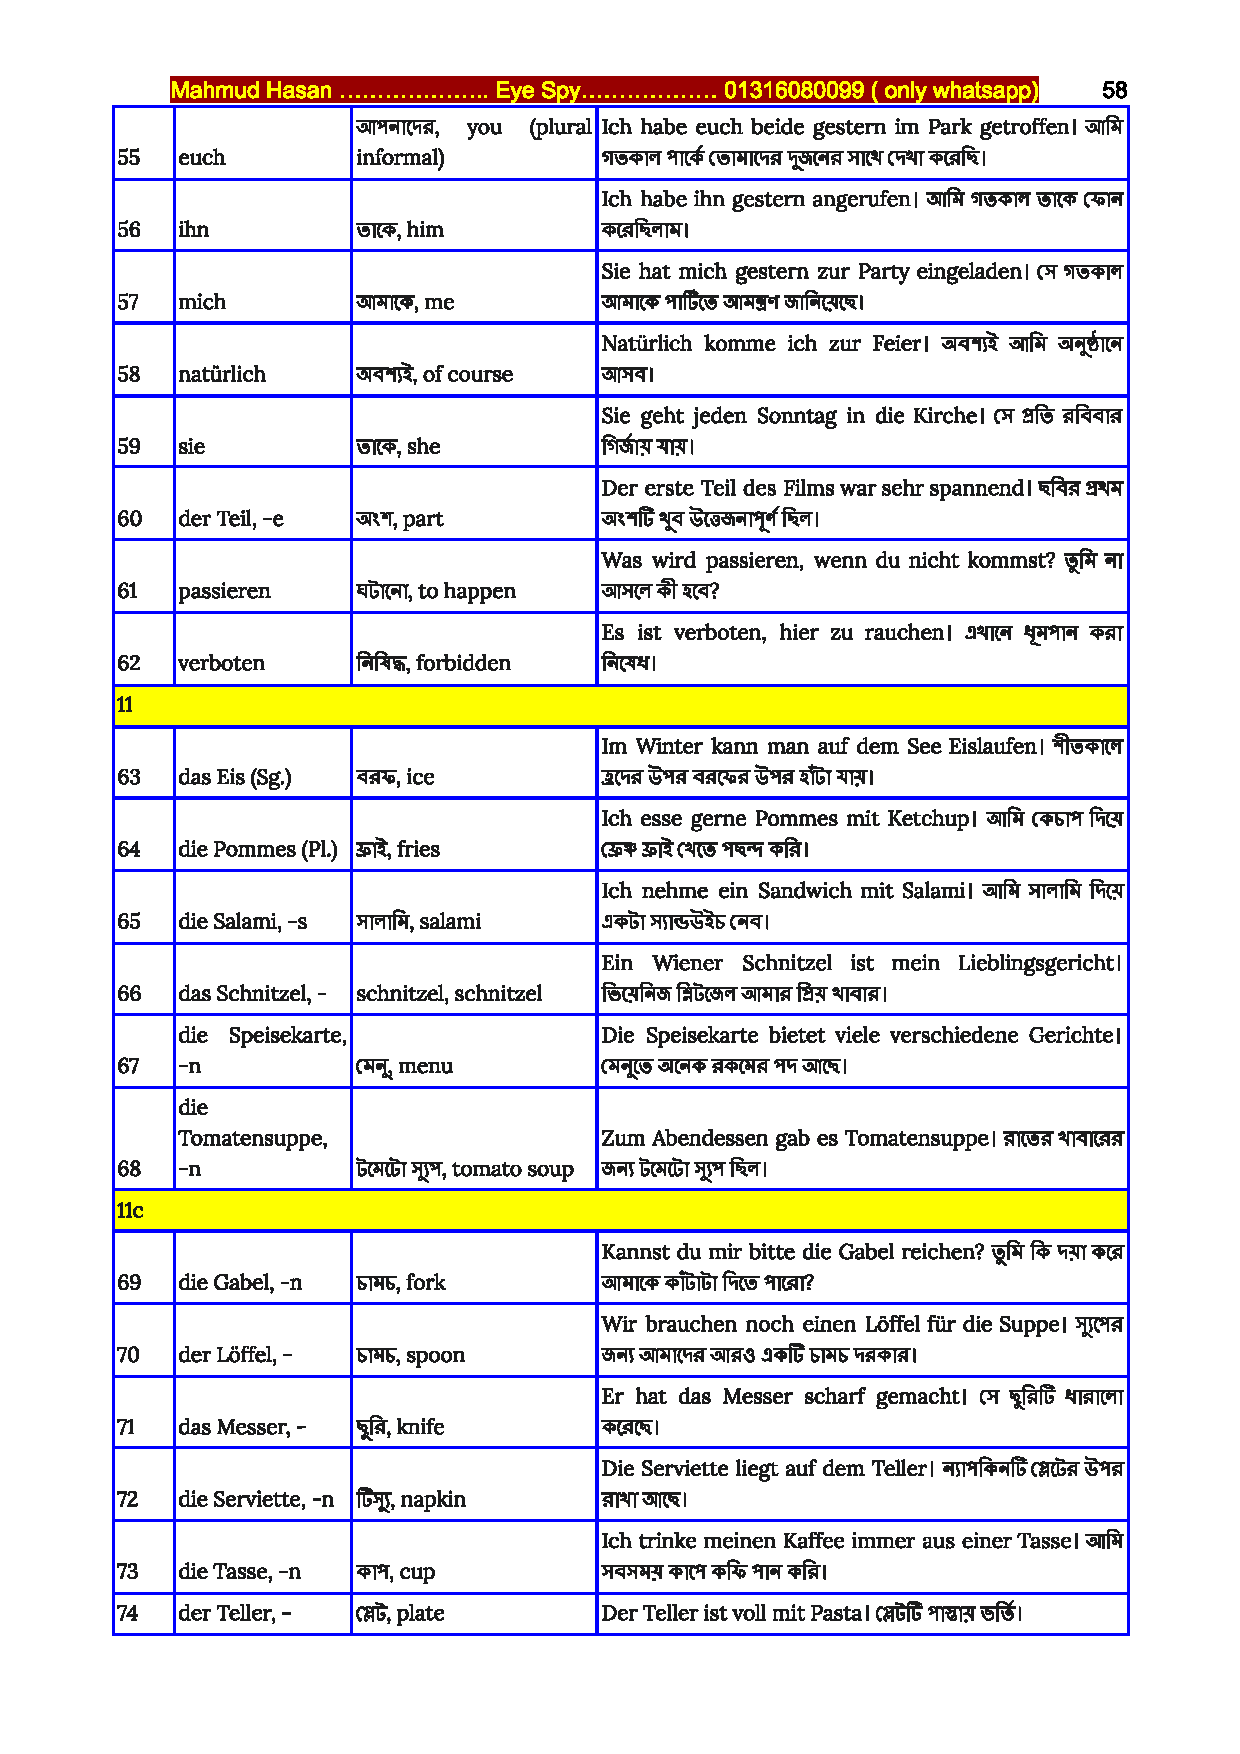 Mahmud Hasan ……………….. Eye Spy……………… 01316080099 ( only whatsapp) 58
আপনাদের, you (plural Ich habe euch beide gestern im Park getroffen। আমি
55 euch informal) গতকাল পার্কে তোমাদের দুজনের সাথে দেখা করেছি।
Ich habe ihn gestern angerufen। আমি গতকাল তাকে ফোন
56 ihn তাকে, him করেছিলাম।
Sie hat mich gestern zur Party eingeladen। সে গতকাল
57 mich আমাকে, me আমাকে পার্টিতে আমন্ত্রণ জানিয়েছে।
Natürlich komme ich zur Feier। অবশ্যই আমি অনুষ্ঠানে
58 natürlich অবশ্যই, of course আসব।
Sie geht jeden Sonntag in die Kirche। সে প্রতি রবিবার
59 sie তাকে, she গির্জায় যায়।
Der erste Teil des Films war sehr spannend। ছবির প্রথম
60 der Teil, -e অংশ, part অংশটি খুব উত্তেজনাপূর্ণ ছিল।
Was wird passieren, wenn du nicht kommst? তুমি না
61 passieren ঘটানো, to happen আসলে কী হবে?
Es ist verboten, hier zu rauchen। এখানে ধূমপান করা
62 verboten নিষিদ্ধ, forbidden নিষেধ।
11
Im Winter kann man auf dem See Eislaufen। শীতকালে
63 das Eis (Sg.) বরফ, ice হ্রদের উপর বরফের উপর হাঁটা যায়।
Ich esse gerne Pommes mit Ketchup। আমি কেচাপ দিয়ে
64 die Pommes (Pl.) ফ্রাই, fries ফ্রেঞ্চ ফ্রাই খেতে পছন্দ করি।
Ich nehme ein Sandwich mit Salami। আমি সালামি দিয়ে
65 die Salami, -s সালামি, salami একটা স্যান্ডউইচ নেব।
Ein Wiener Schnitzel ist mein Lieblingsgericht।
66 das Schnitzel, - schnitzel, schnitzel ভিয়েনিজ শ্নিটজেল আমার প্রিয় খাবার।
die Speisekarte, Die Speisekarte bietet viele verschiedene Gerichte।
67 -n মেনু, menu মেনুতে অনেক রকমের পদ আছে।
die
Tomatensuppe, Zum Abendessen gab es Tomatensuppe। রাতের খাবারের
68 -n টমেটো স্যুপ, tomato soup জন্য টমেটো স্যুপ ছিল।
11c
Kannst du mir bitte die Gabel reichen? তুমি কি দয়া করে
69 die Gabel, -n চামচ, fork আমাকে কাঁটাটা দিতে পারো?
Wir brauchen noch einen Löffel für die Suppe। স্যুপের
70 der Löffel, - চামচ, spoon জন্য আমাদের আরও একটি চামচ দরকার।
Er hat das Messer scharf gemacht। সে ছুরিটি ধারালো
71 das Messer, - ছুরি, knife করেছে।
Die Serviette liegt auf dem Teller। ন্যাপকিনটি প্লেটের উপর
72 die Serviette, -n টিস্যু, napkin রাখা আছে।
Ich trinke meinen Kaffee immer aus einer Tasse। আমি
73 die Tasse, -n কাপ, cup সবসময় কাপে কফি পান করি।
74 der Teller, - প্লেট, plate Der Teller ist voll mit Pasta। প্লেটটি পাস্তায় ভর্তি।